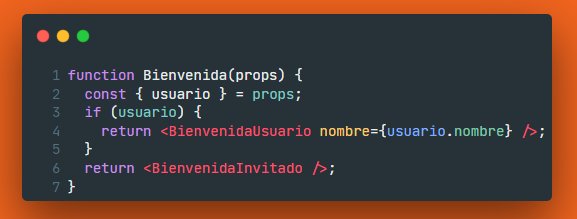 1 function Bienvenida(props) {
2   const { usuario } = props;
3   if (usuario) {
4     return <BienvenidaUsuario nombre={usuario.nombre} />;
5   }
6   return <BienvenidaInvitado />;
7 }